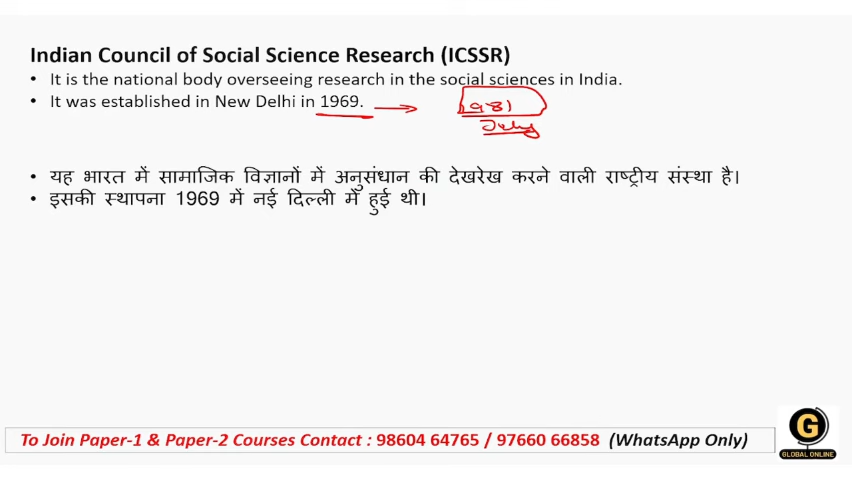 Indian Council of Social Science Research (ICSSR)
• It is the national body overseeing research in the social sciences in India.
• It was established in New Delhi in 1969.
1981
July
• यह भारत में सामाजिक विज्ञानों में अनुसंधान की देखरेख करने वाली राष्ट्रीय संस्था है।
• इसकी स्थापना 1969 में नई दिल्ली में हुई थी।
To Join Paper-1 & Paper-2 Courses Contact : 98604 64765 / 97660 66858 (WhatsApp Only)
G
GLOBAL ONLINE